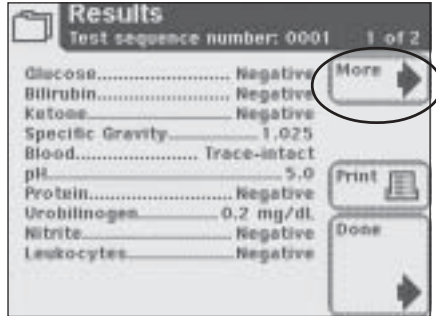 Results
Test sequence number: 0001 1 of 2
Glucose............................ Negative
Bilirubin........................... Negative
Ketone............................. Negative
Specific Gravity.................. 1.025
Blood...................... Trace-intact
pH........................................ 5.0
Protein............................ Negative
Urobilinogen............... 0.2 mg/dL
Nitrite.............................. Negative
Leukocytes...................... Negative
More
Print
Done